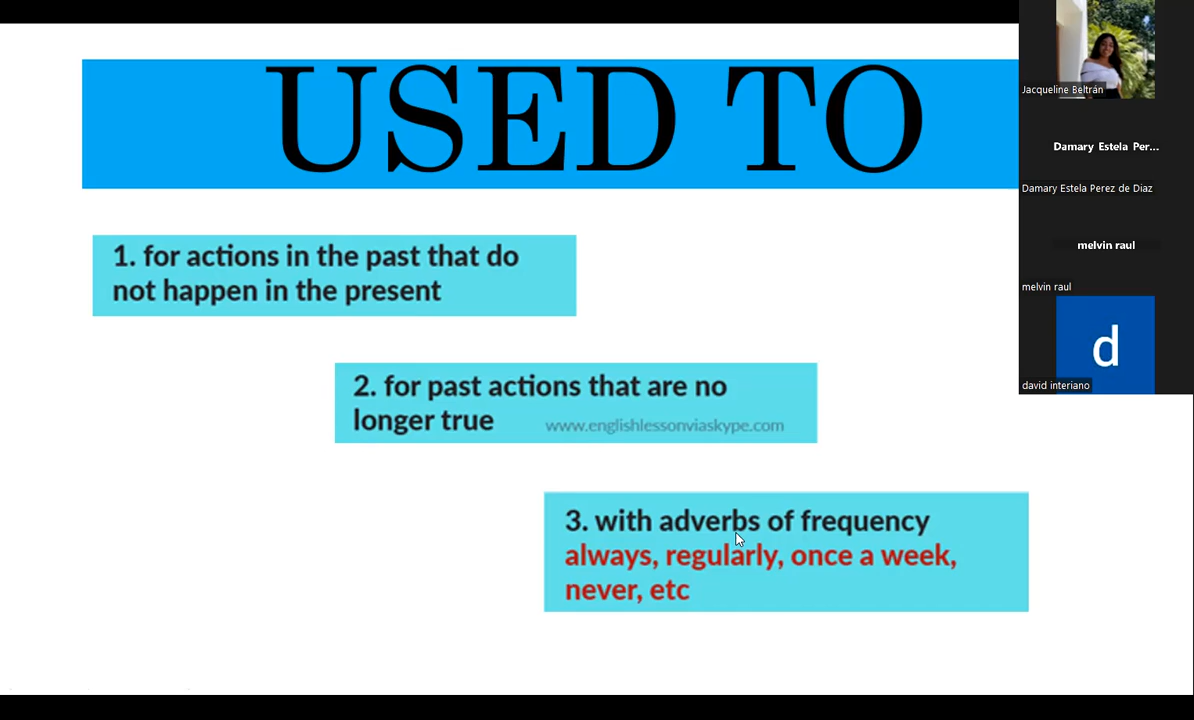 USED TO
1. for actions in the past that do
not happen in the present
2. for past actions that are no
longer true
www.englishlessonviaskype.com
3. with adverbs of frequency
always, regularly, once a week,
never, etc
Jacqueline Beltrán
Damary Estela Per...
Damary Estela Perez de Diaz
melvin raul
melvin raul
d
david interiano